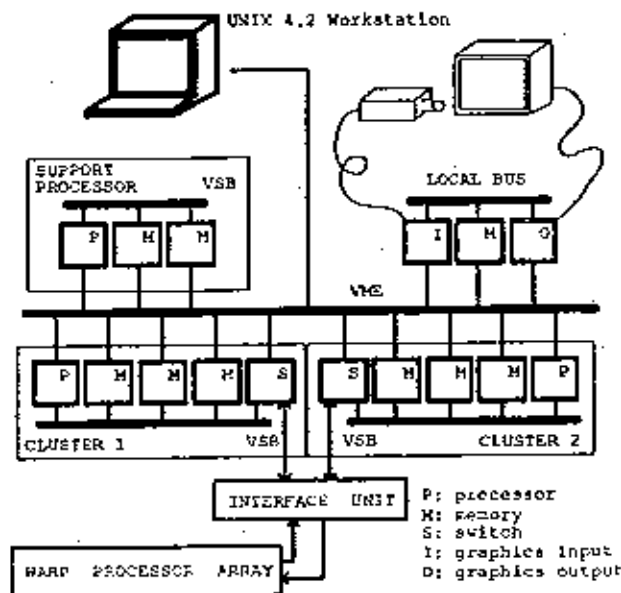 UNIX 4.2 Workstation
SUPPORT
PROCESSOR VSB
LOCAL BUS
P M M
I M O
VME
P M M M S
S M M M P
CLUSTER 1 VSB
VSB CLUSTER 2
INTERFACE UNIT
WARP PROCESSOR ARRAY
P: processor
M: memory
S: switch
I: graphics input
O: graphics output